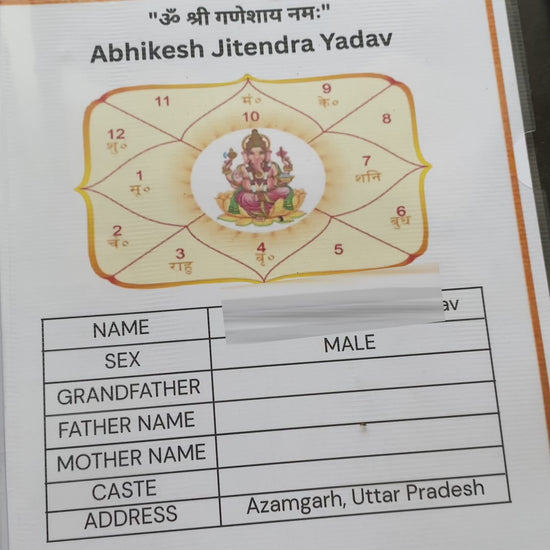 "ॐ श्री गणेशाय नमः"
Abhikesh Jitendra Yadav
11
मं०
10
9
के०
8
12
शु०
1
सू०
7
शनि
2
चं०
3
राहु
4
बृ०
5
6
बुध
NAME av
SEX MALE
GRANDFATHER
FATHER NAME
MOTHER NAME
CASTE
ADDRESS Azamgarh, Uttar Pradesh